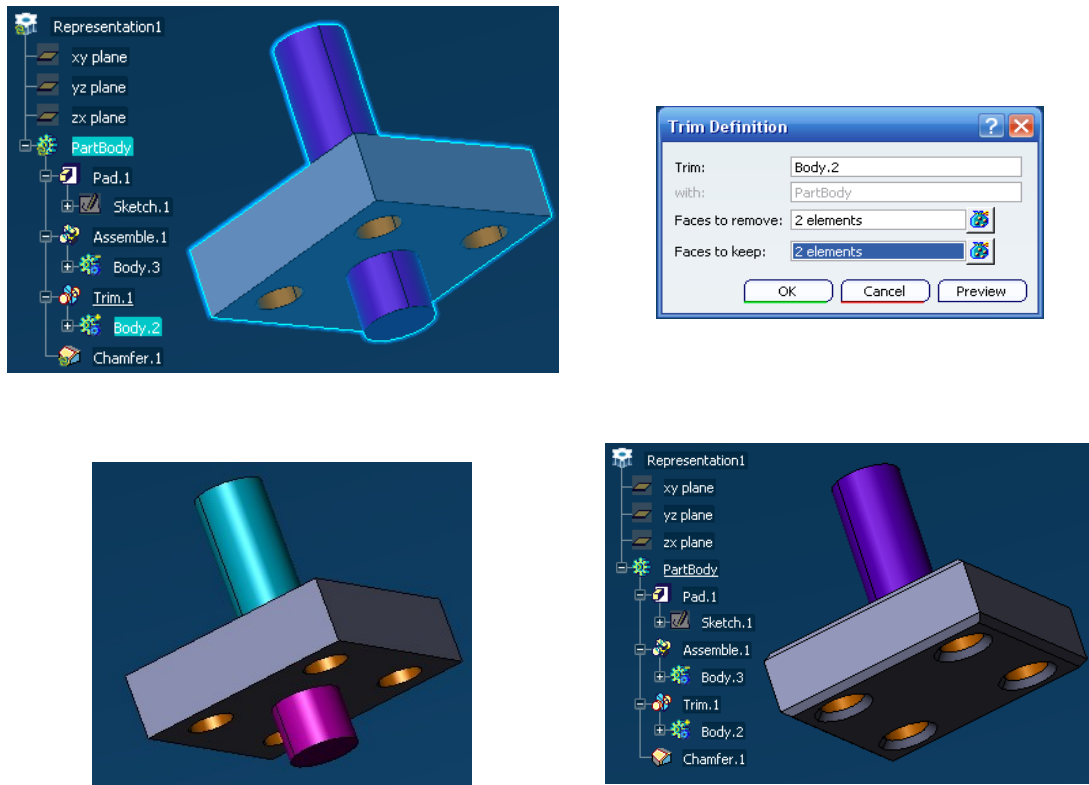 Representation1
xy plane
yz plane
zx plane
PartBody
Pad.1
Sketch.1
Assemble.1
Body.3
Trim.1
Body.2
Chamfer.1
Trim Definition
Trim: Body.2
with: PartBody
Faces to remove: 2 elements
Faces to keep: 2 elements
OK Cancel Preview
Representation1
xy plane
yz plane
zx plane
PartBody
Pad.1
Sketch.1
Assemble.1
Body.3
Trim.1
Body.2
Chamfer.1